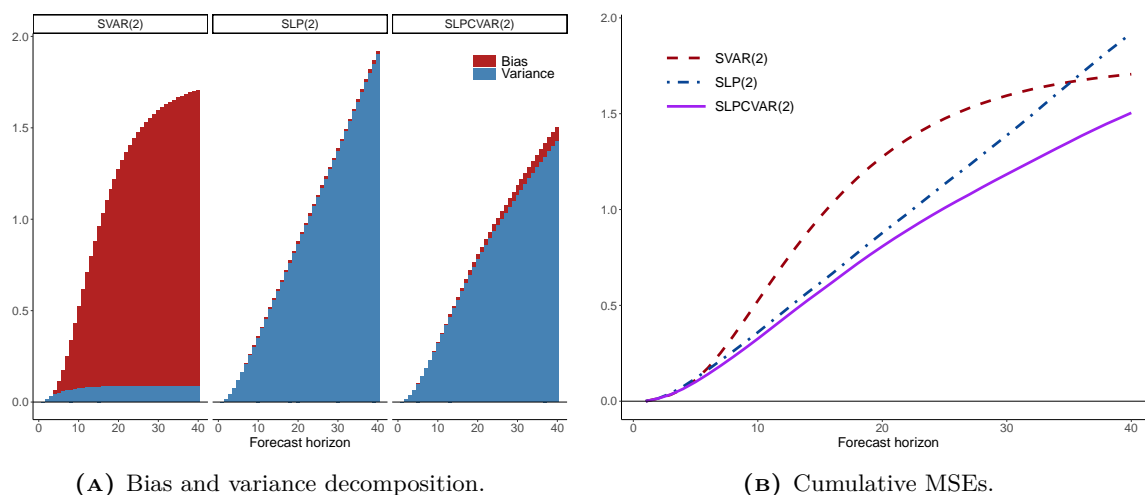 SVAR(2) SLP(2) SLPCVAR(2)
2.0
1.5
1.0
0.5
0.0
Bias
Variance
0 10 20 30 40 0 10 20 30 40 0 10 20 30 40
Forecast horizon
(A) Bias and variance decomposition.
2.0
1.5
1.0
0.5
0.0
SVAR(2)
SLP(2)
SLPCVAR(2)
0 10 20 30 40
Forecast horizon
(B) Cumulative MSEs.